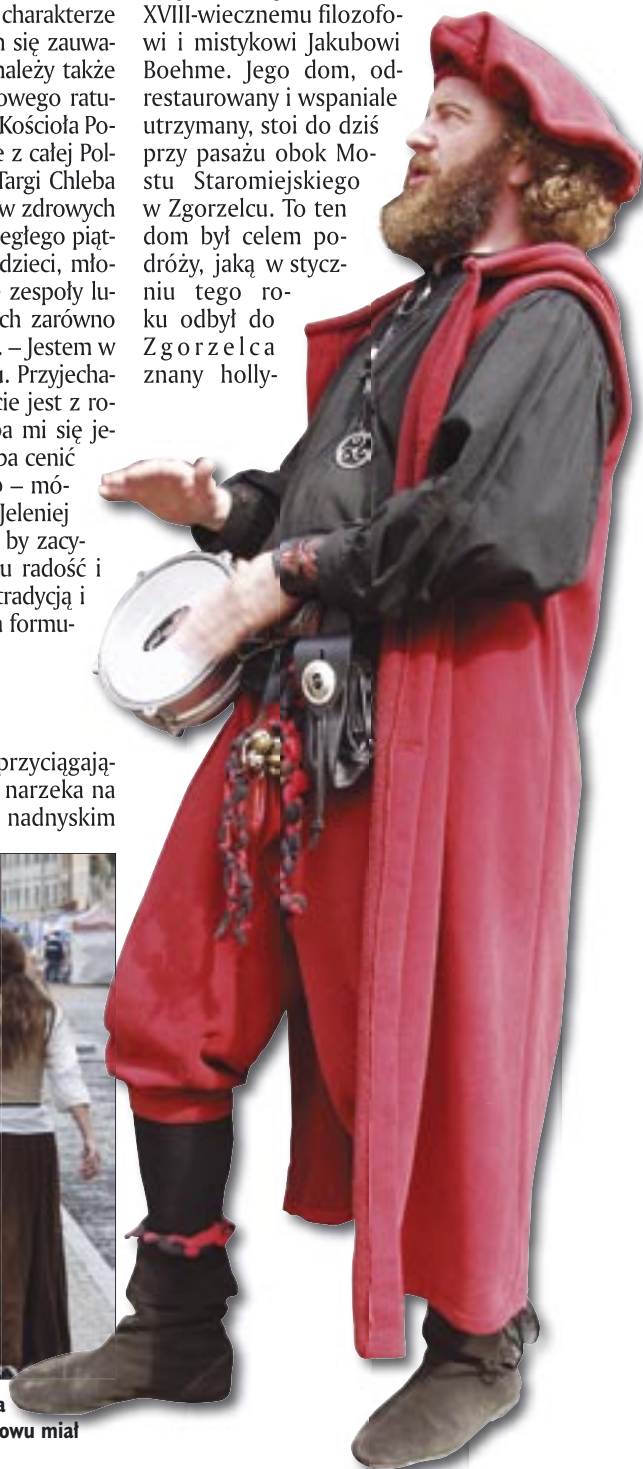 charakterze
się zauwa-
należy także
owego ratu-
Kościoła Po-
e z całej Pol-
Targi Chleba
w zdrowych
egłego piąt-
dzieci, mło-
zespoły lu-
ch zarówno
. – Jestem w
u. Przyjecha-
cie jest z ro-
ba mi się je-
ba cenić
o – mó-
Jeleniej
by zacy-
u radość i
tradycją i
formu-
przyciągają-
narzeka na
nadnyskim
a
owu miał
XVIII-wiecznemu filozofo-
wi i mistykowi Jakubowi
Boehme. Jego dom, od-
restaurowany i wspaniale
utrzymany, stoi do dziś
przy pasażu obok Mo-
stu Staromiejskiego
w Zgorzelcu. To ten
dom był celem po-
dróży, jaką w stycz-
niu tego ro-
ku odbył do
Zgorzelca
znany holly-